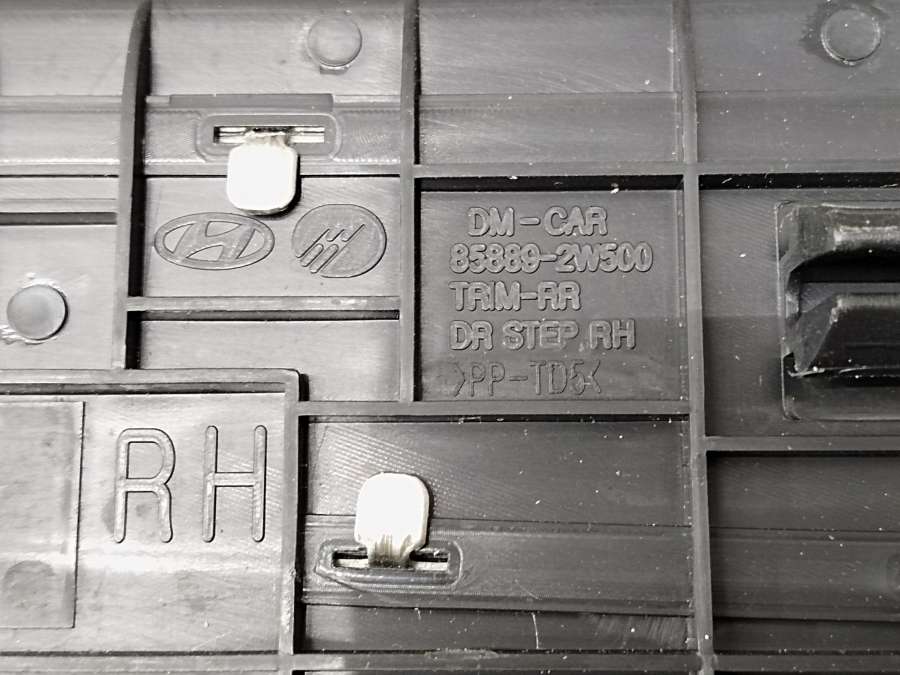 DM-CAR
85889-2W500
TRIM-RR
DR STEP, RH
>PP-TD5<
RH